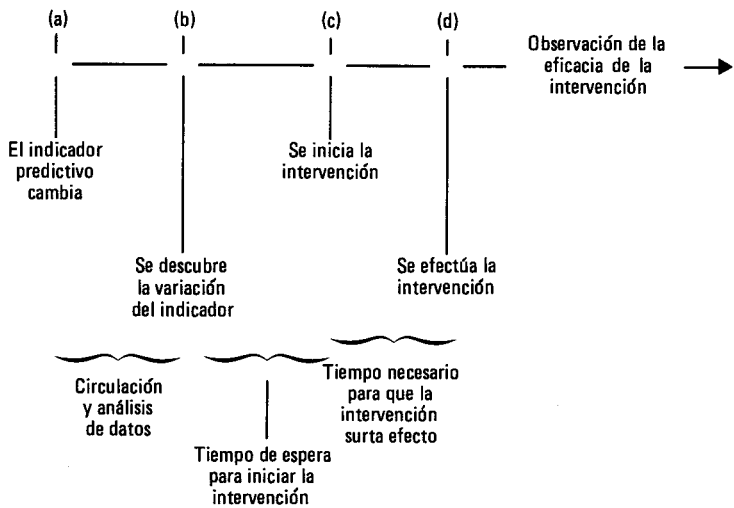 (a)
(b)
(c)
(d)
Observación de la
eficacia de la
intervención
El indicador
predictivo
cambia
Se inicia la
intervención
Se descubre
la variación
del indicador
Se efectúa la
intervención
Circulación
y análisis
de datos
Tiempo de espera
para iniciar la
intervención
Tiempo necesario
para que la
intervención
surta efecto